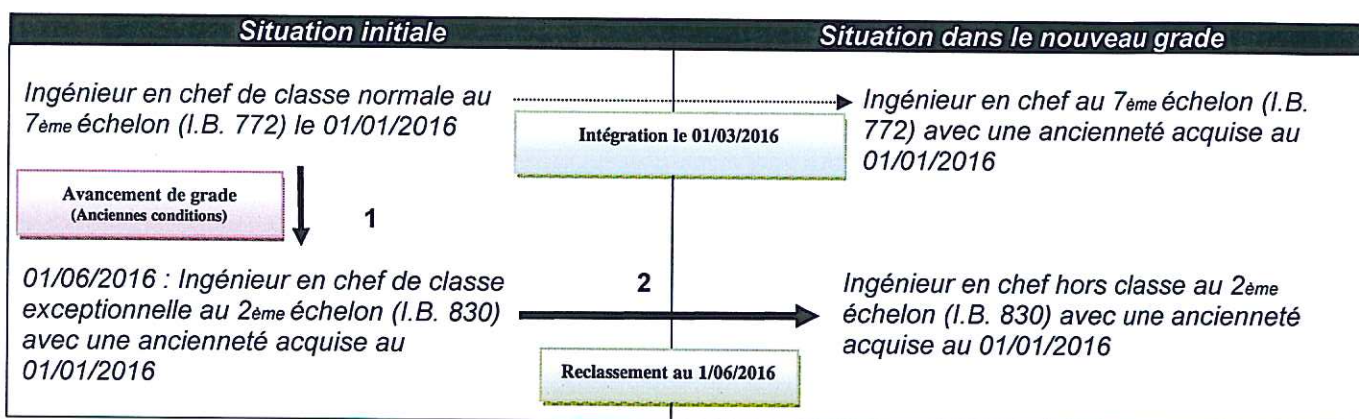 Situation initiale
Situation dans le nouveau grade
Ingénieur en chef de classe normale au
7ème échelon (I.B. 772) le 01/01/2016
Intégration le 01/03/2016
Ingénieur en chef au 7ème échelon (I.B.
772) avec une ancienneté acquise au
01/01/2016
Avancement de grade
(Anciennes conditions)
1
01/06/2016 : Ingénieur en chef de classe
exceptionnelle au 2ème échelon (I.B. 830)
avec une ancienneté acquise au
01/01/2016
2
Reclassement au 1/06/2016
Ingénieur en chef hors classe au 2ème
échelon (I.B. 830) avec une ancienneté
acquise au 01/01/2016